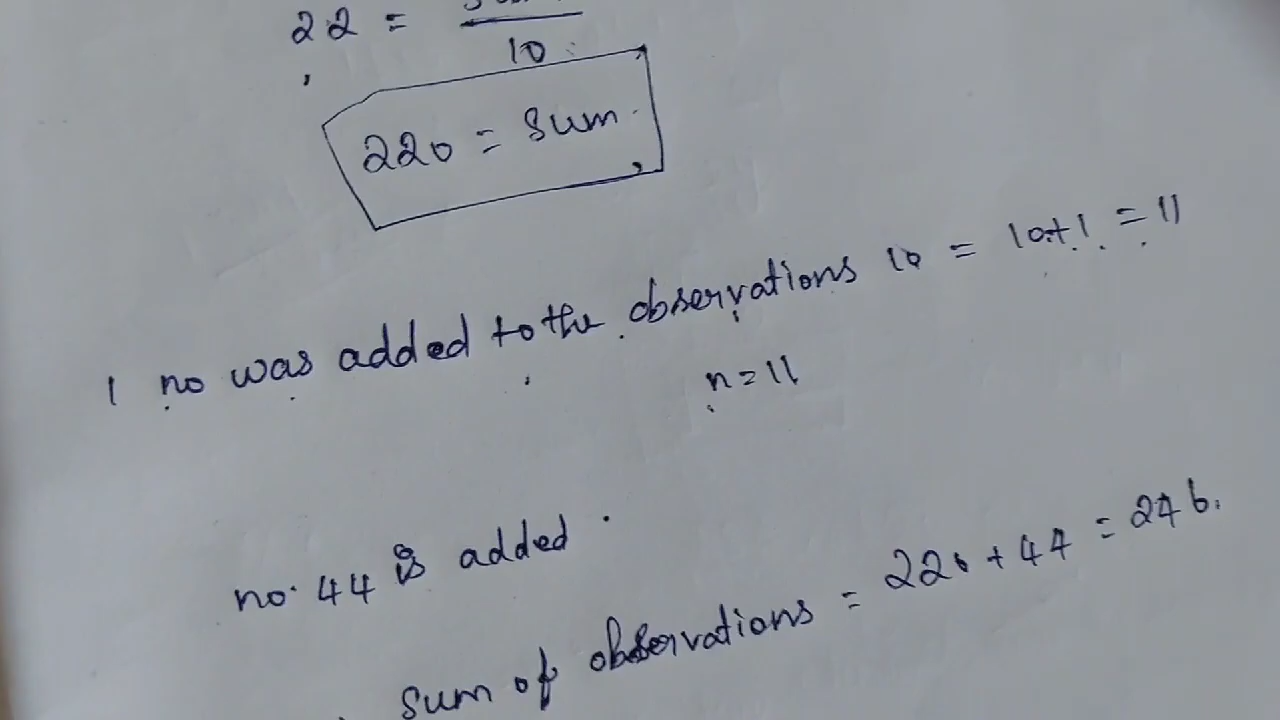 22 =
10
220 = sum.
1 no was added to the observations 10 = 10+1 = 11
n = 11
no. 44 is added.
sum of observations = 220 + 44 = 246.